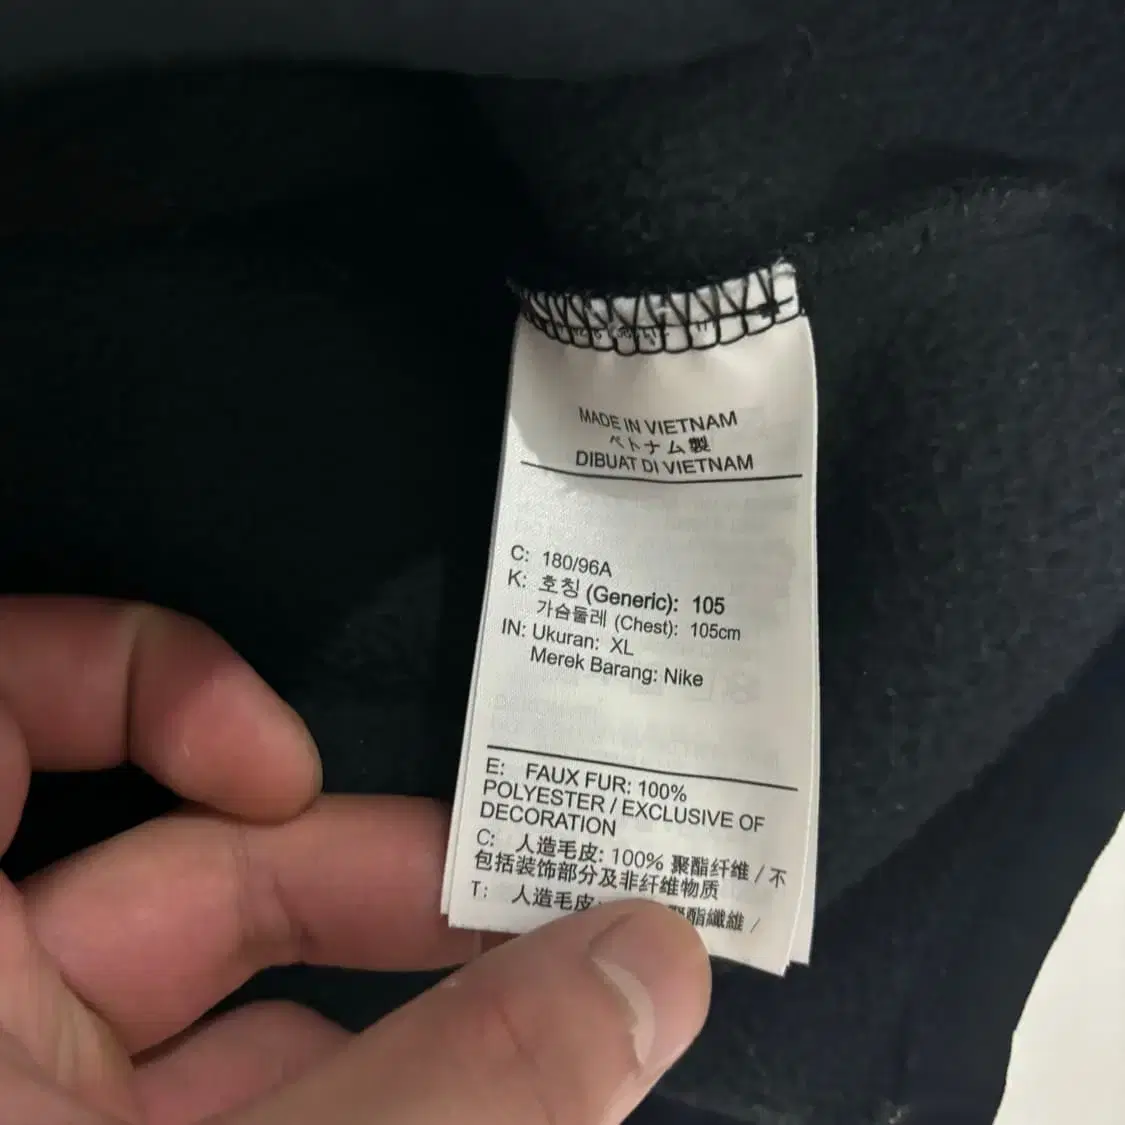 MADE IN VIETNAM
ベトナム製
DIBUAT DI VIETNAM
C: 180/96A
K: 호칭 (Generic): 105
가슴둘레 (Chest): 105cm
IN: Ukuran: XL
Merek Barang: Nike
E: FAUX FUR: 100%
POLYESTER / EXCLUSIVE OF
DECORATION
C: 人造毛皮: 100% 聚酯纤维 / 不
包括装饰部分及非纤维物质
T: 人造毛皮: 聚酯纖維 /